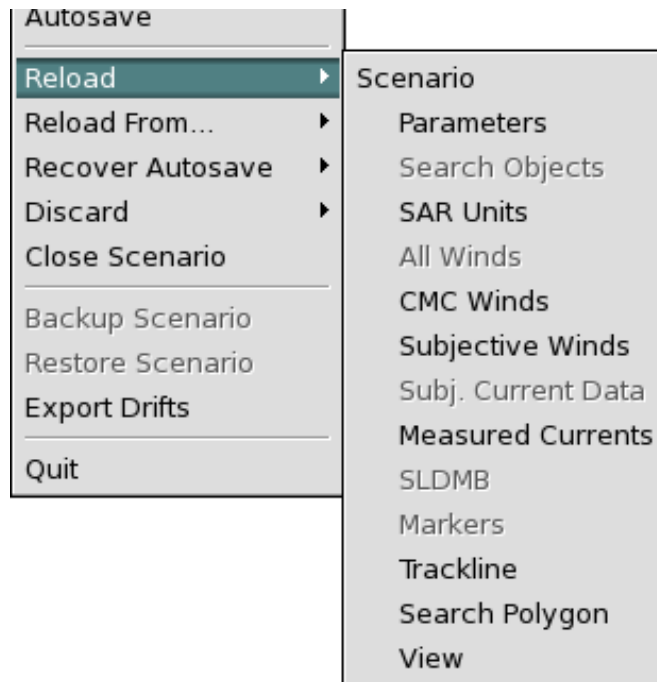 Autosave
Reload
Reload From...
Recover Autosave
Discard
Close Scenario
Backup Scenario
Restore Scenario
Export Drifts
Quit
Scenario
Parameters
Search Objects
SAR Units
All Winds
CMC Winds
Subjective Winds
Subj. Current Data
Measured Currents
SLDMB
Markers
Trackline
Search Polygon
View